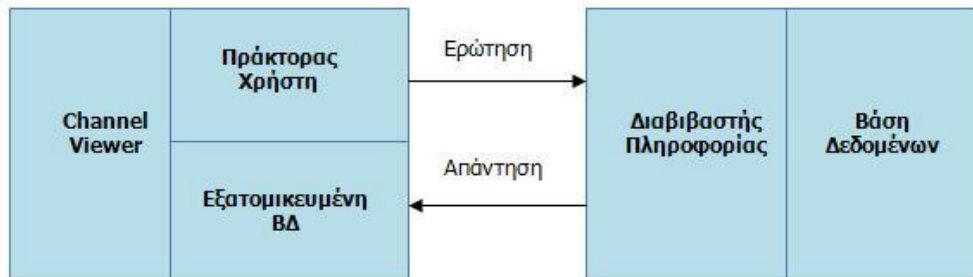 Channel
Viewer
Πράκτορας
Χρήστη
Εξατομικευμένη
ΒΔ
Ερώτηση
Απάντηση
Διαβιβαστής
Πληροφορίας
Βάση
Δεδομένων